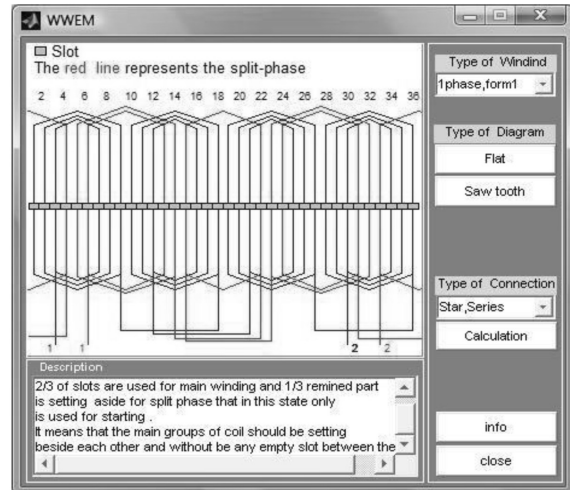 WWEM
Slot
The red line represents the split-phase
2 4 6 8 10 12 14 16 18 20 22 24 26 28 30 32 34 36
1 1 2 2
Description
2/3 of slots are used for main winding and 1/3 remined part
is setting aside for split phase that in this state only
is used for starting .
It means that the main groups of coil should be setting
beside each other and without be any empty slot between the
Type of Windind
1phase,form1
Type of Diagram
Flat
Saw tooth
Type of Connection
Star,Series
Calculation
info
close